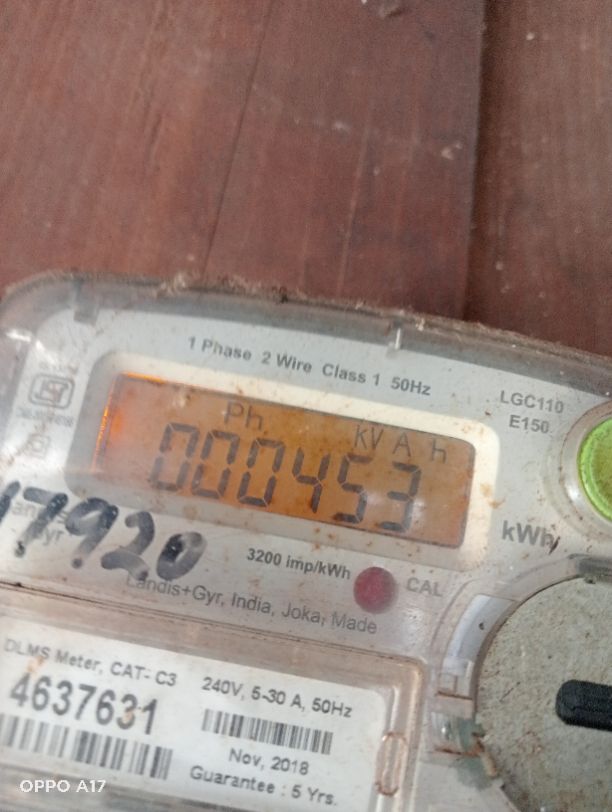 1 Phase 2 Wire Class 1 50Hz
LGC110
E150
Ph
kVAh
000453
kWh
17920
3200 imp/kWh
CAL
Landis+Gyr, India, Joka, Made
DLMS Meter, CAT- C3
240V, 5-30 A, 50Hz
4637631
Nov, 2018
Guarantee : 5 Yrs.
OPPO A17